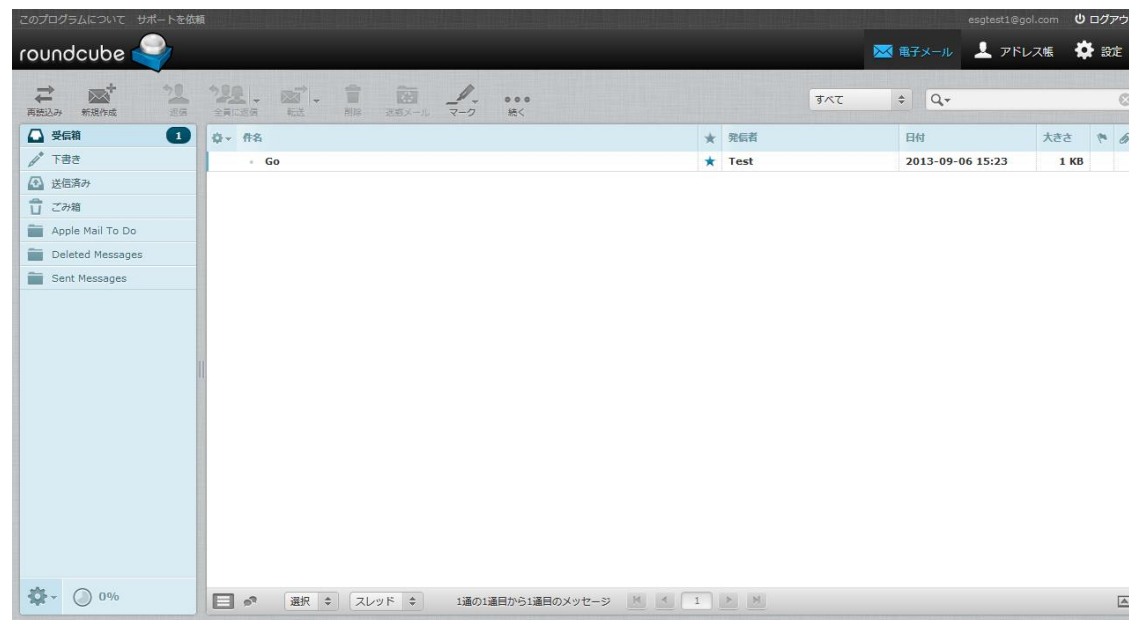 このプログラムについて サポートを依頼 esgtest1@gol.com ログアウ
roundcube 電子メール アドレス帳 設定
再読込み 新規作成 返信 全員に返信 転送 削除 迷惑メール マーク 続く すべて
受信箱 1 件名 発信者 日付 大きさ
下書き Go Test 2013-09-06 15:23 1 KB
送信済み
ごみ箱
Apple Mail To Do
Deleted Messages
Sent Messages
0% 選択 スレッド 1通の1通目から1通目のメッセージ 1